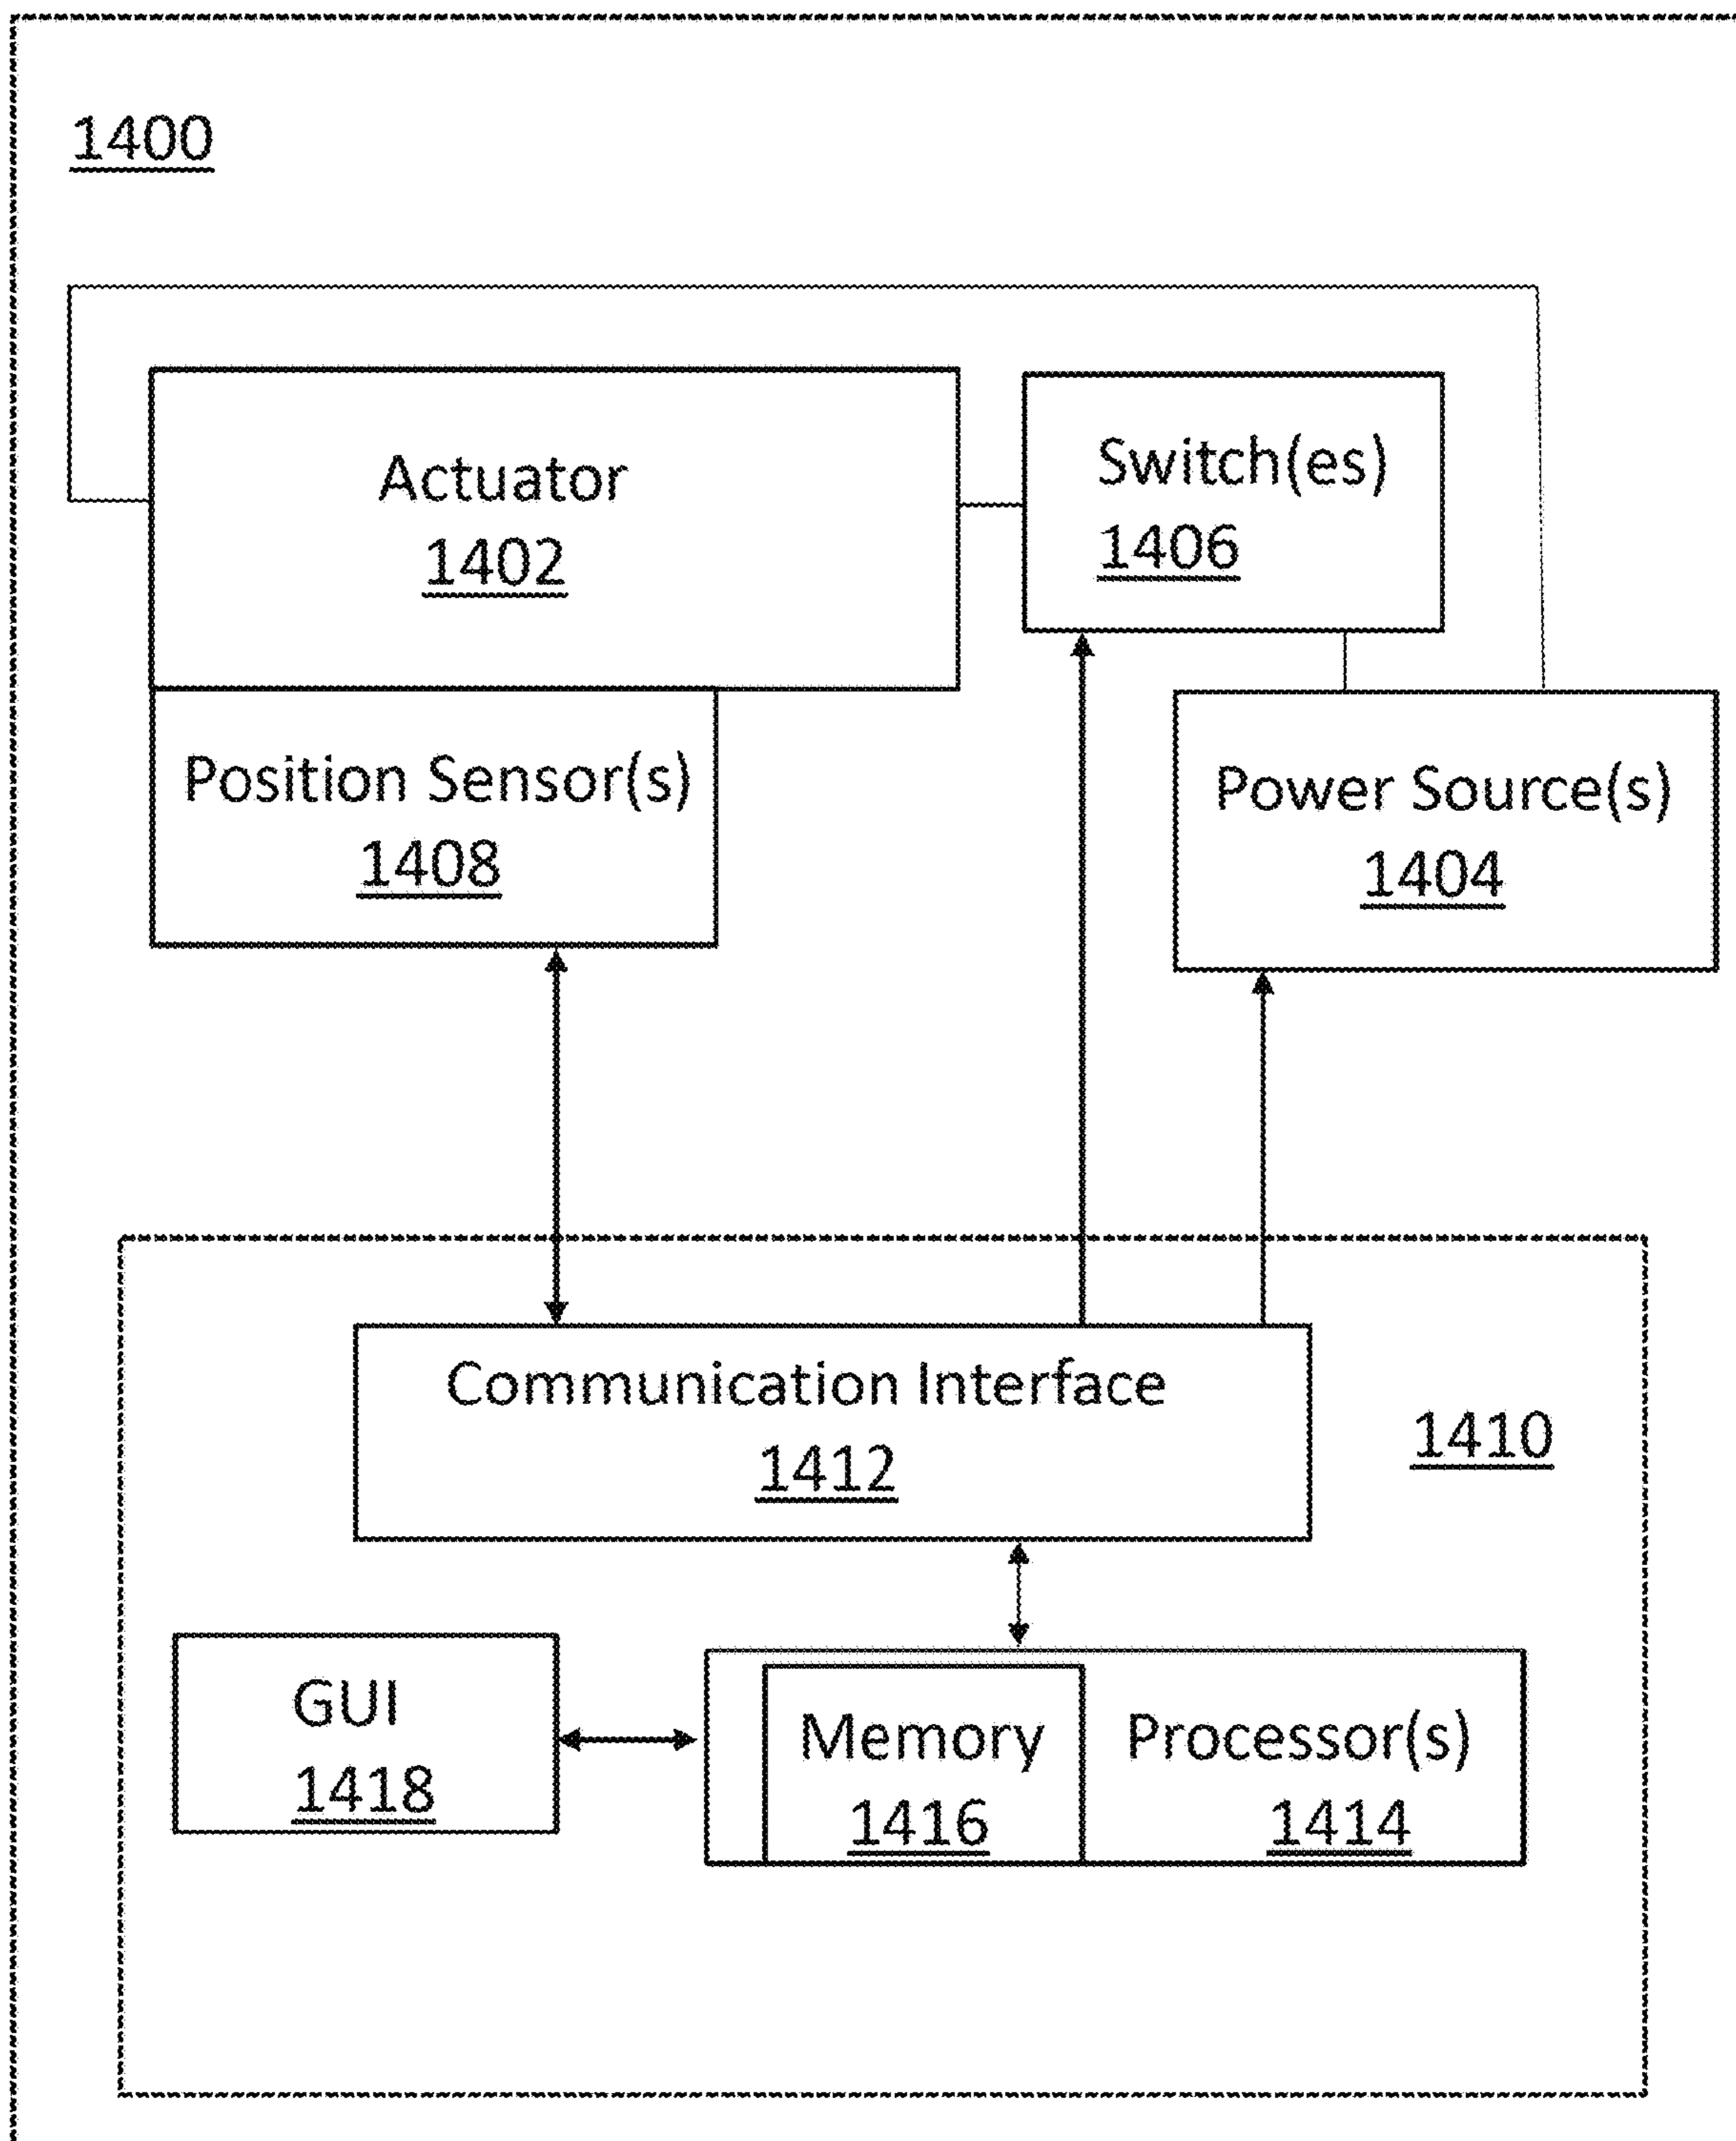 1400
Actuator
1402
Switch(es)
1406
Position Sensor(s)
1408
Power Source(s)
1404
Communication Interface
1412
1410
GUI
1418
Memory
1416
Processor(s)
1414